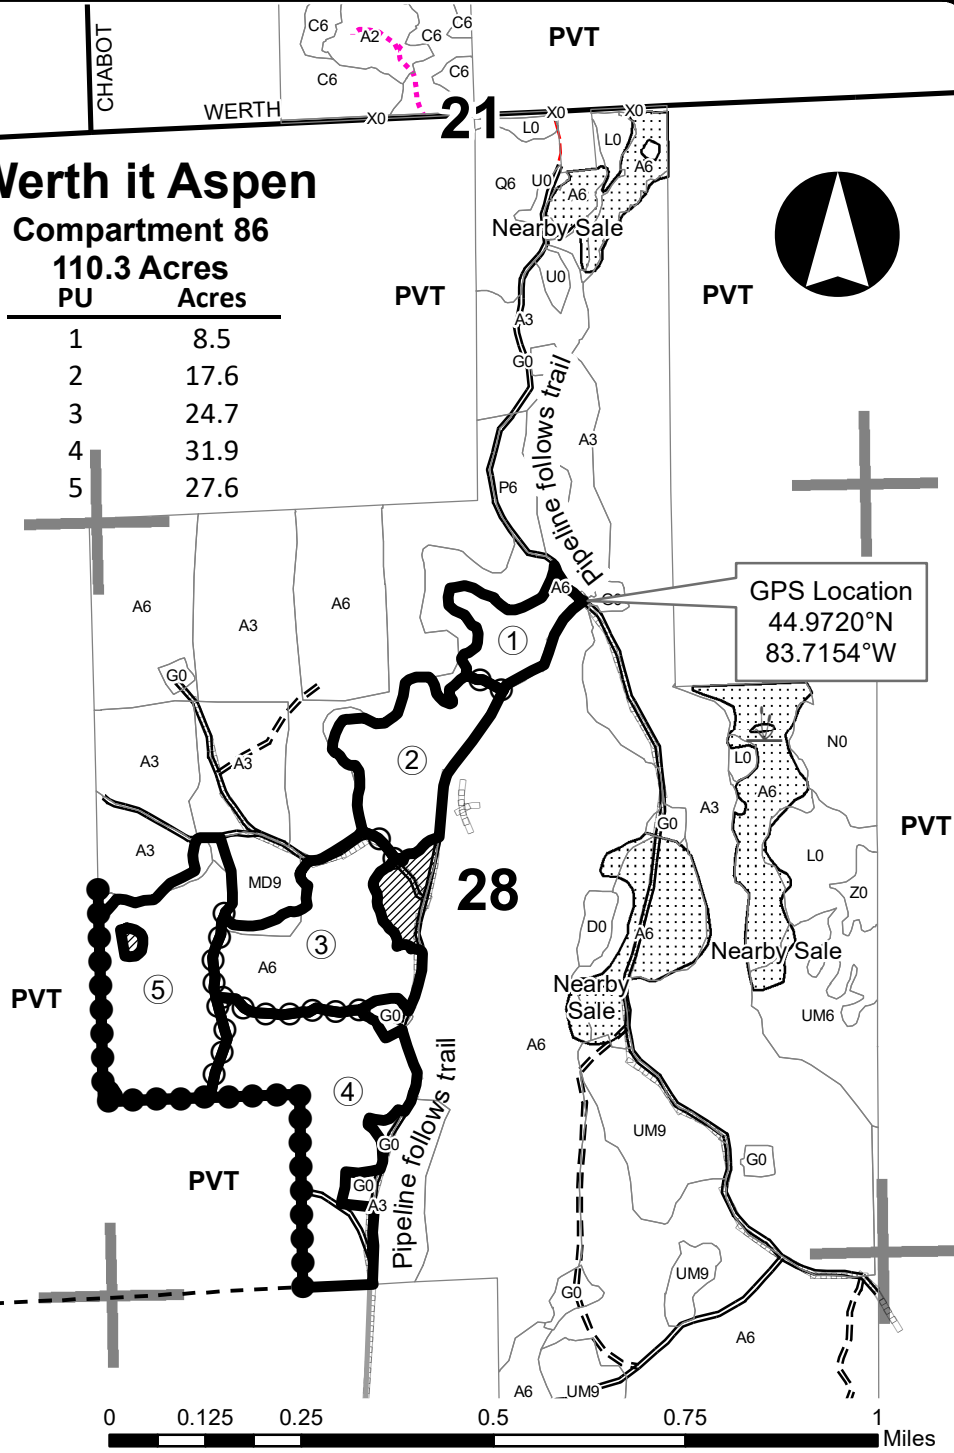 C6
A2
C6
C6
C6
C6
PVT
CHABOT
WERTH
X0
21
X0
X0
L0
L0
Werth it Aspen
Compartment 86
110.3 Acres
PU Acres
1 8.5
2 17.6
3 24.7
4 31.9
5 27.6
Q6
U0
A6
A6
Nearby Sale
U0
PVT
PVT
A3
G0
A3
P6
Pipeline follows trail
A6
G0
GPS Location
44.9720°N
83.7154°W
A6
A3
A6
1
G0
2
A3
A3
A3
MD9
28
3
A6
5
PVT
G0
4
G0
G0
A3
Pipeline follows trail
PVT
N0
L0
A6
A3
G0
PVT
L0
Z0
D0
A6
Nearby Sale
Nearby
Sale
UM6
A6
UM9
G0
UM9
G0
A6
A6
UM9
0 0.125 0.25 0.5 0.75 1
Miles